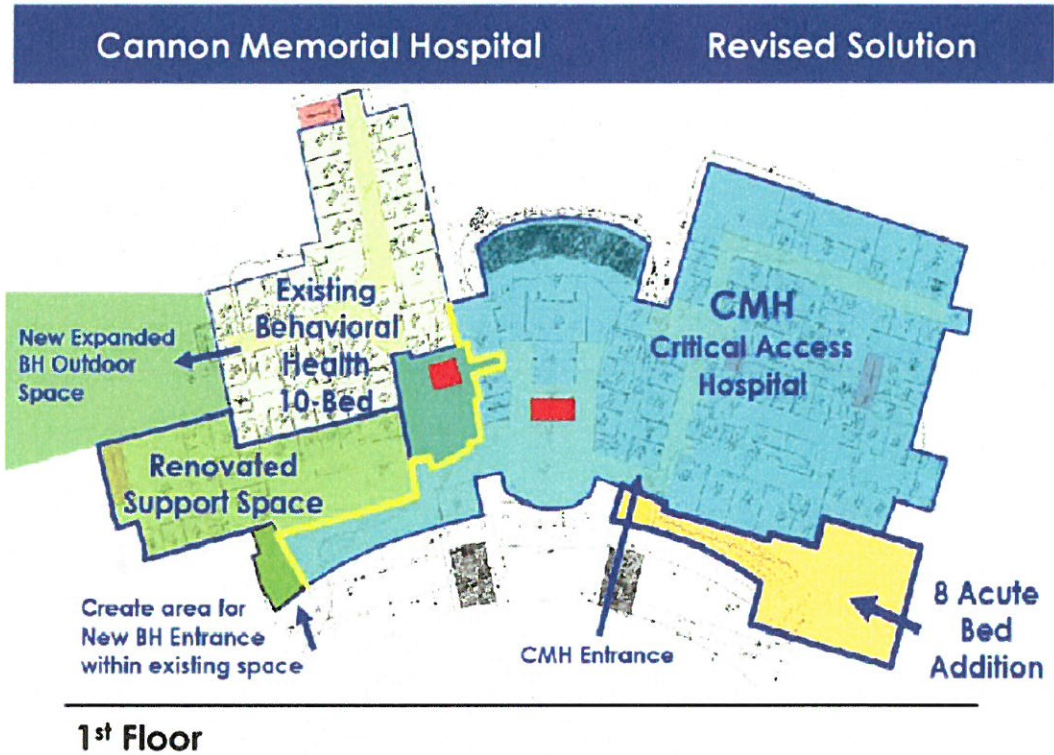 Cannon Memorial Hospital
Revised Solution
Existing
Behavioral
Health
10-Bed
New Expanded
BH Outdoor
Space
CMH
Critical Access
Hospital
Renovated
Support Space
Create area for
New BH Entrance
within existing space
CMH Entrance
8 Acute
Bed
Addition
1st Floor